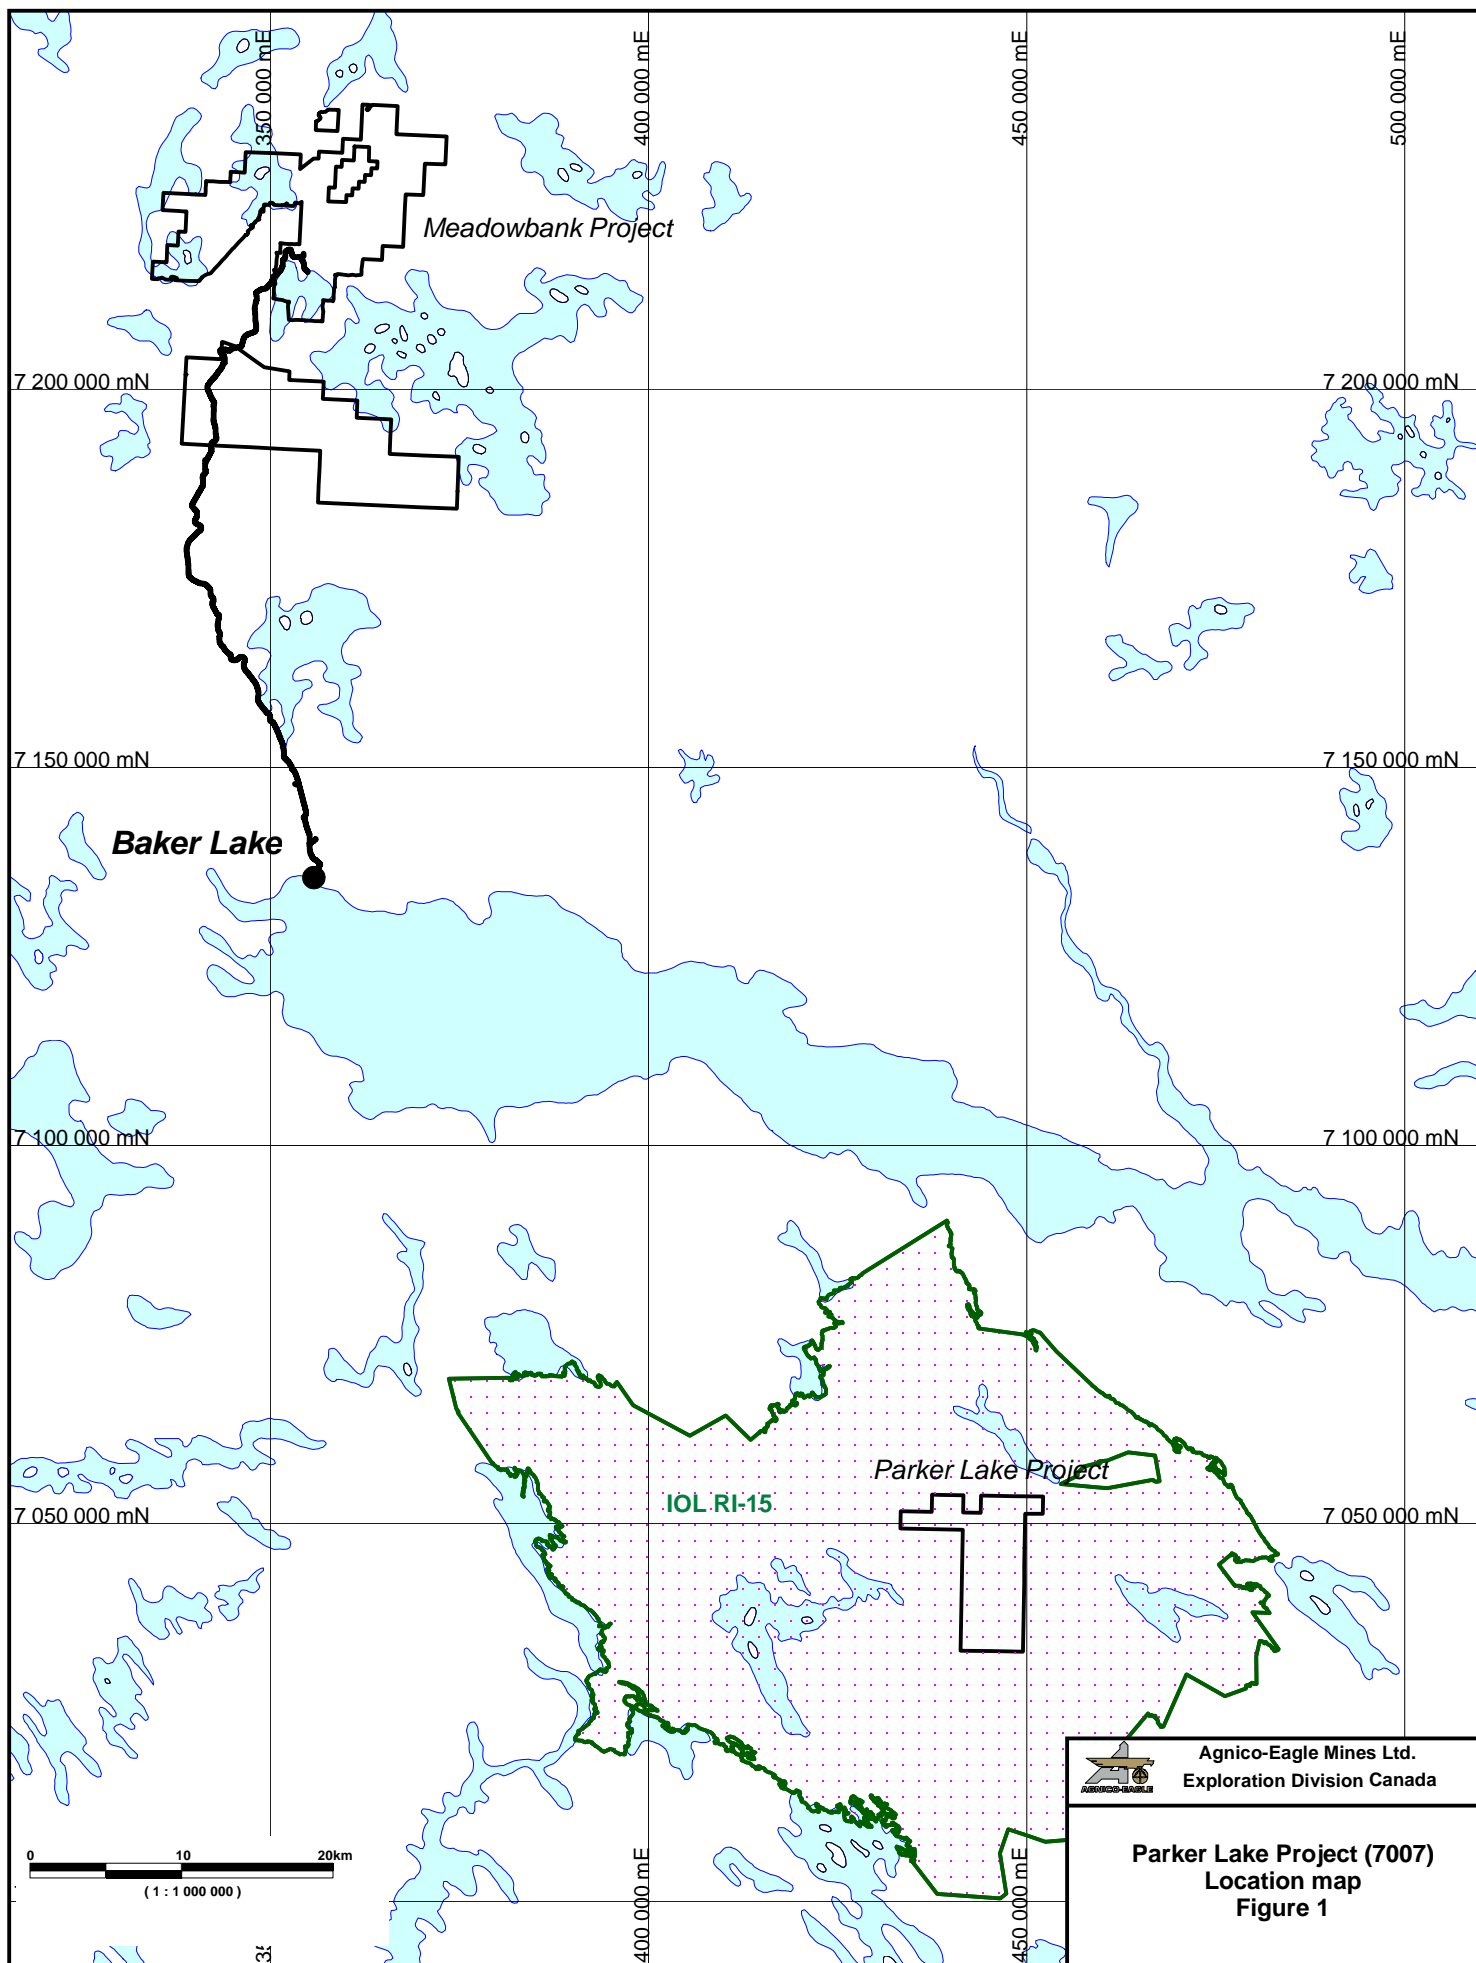 350 000 mE
400 000 mE
450 000 mE
500 000 mE
Meadowbank Project
7 200 000 mN
7 200 000 mN
7 150 000 mN
7 150 000 mN
Baker Lake
7 100 000 mN
7 100 000 mN
Parker Lake Project
IOL RI-15
7 050 000 mN
7 050 000 mN
AGNICO-EAGLE
Agnico-Eagle Mines Ltd.
Exploration Division Canada
Parker Lake Project (7007)
Location map
Figure 1
0 10 20km
( 1 : 1 000 000 )
400 000 mE
450 000 mE